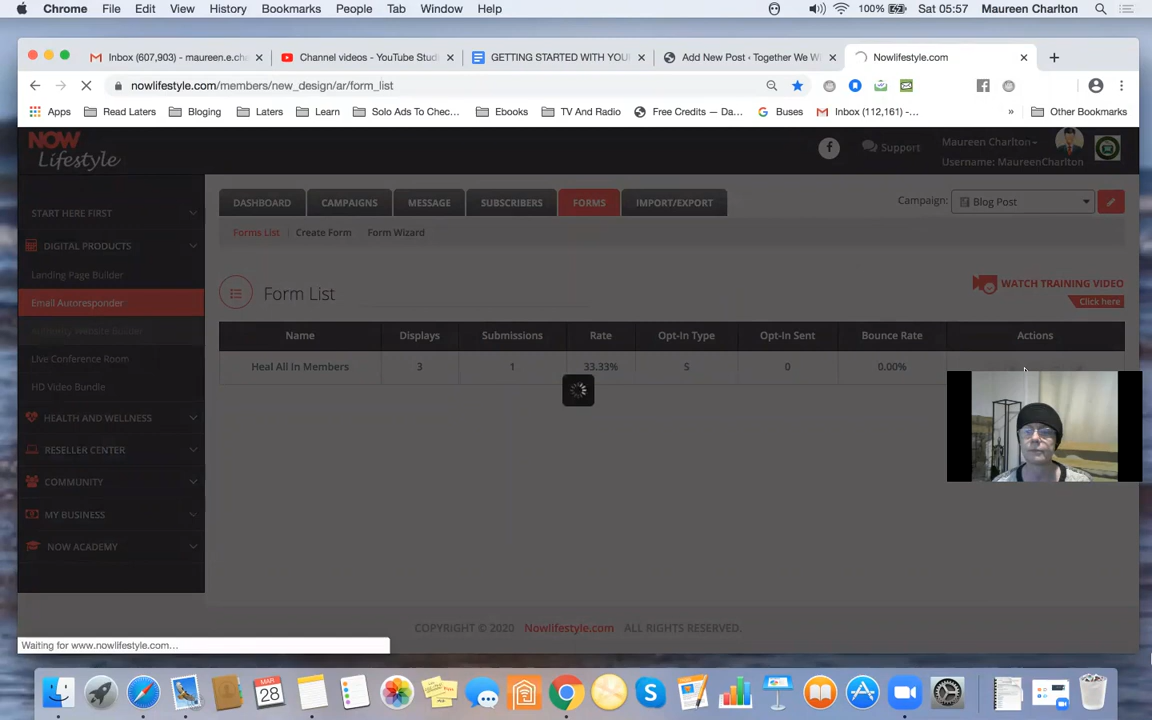 Chrome File Edit View History Bookmarks People Tab Window Help 100% Sat 05:57 Maureen Charlton
Inbox (607,903) - maureen.e.ch Channel videos - YouTube Stud GETTING STARTED WITH YOU Add New Post ‹ Together We W Nowlifestyle.com
nowlifestyle.com/members/new_design/ar/form_list
Apps Read Laters Bloging Laters Learn Solo Ads To Chec... Ebooks TV And Radio Free Credits — Da... Buses Inbox (112,161) -... » Other Bookmarks
NOW
Lifestyle
Support
Maureen Charlton
Username: MaureenCharlton
START HERE FIRST
DIGITAL PRODUCTS
Landing Page Builder
Email Autoresponder
Authority Website Builder
Live Conference Room
HD Video Bundle
HEALTH AND WELLNESS
RESELLER CENTER
COMMUNITY
MY BUSINESS
NOW ACADEMY
DASHBOARD CAMPAIGNS MESSAGE SUBSCRIBERS FORMS IMPORT/EXPORT Campaign: Blog Post
Forms List Create Form Form Wizard
Form List
WATCH TRAINING VIDEO
Click here
Name Displays Submissions Rate Opt-In Type Opt-In Sent Bounce Rate Actions
Heal All In Members 3 1 33.33% S 0 0.00%
COPYRIGHT © 2020 Nowlifestyle.com ALL RIGHTS RESERVED.
Waiting for www.nowlifestyle.com...
MAR
28